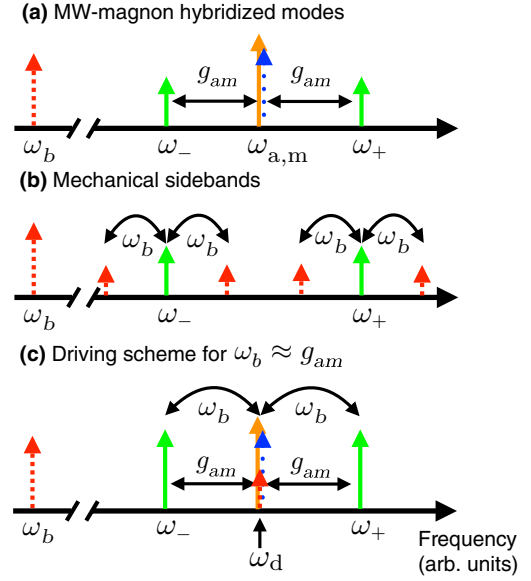 (a) MW-magnon hybridized modes
g_am g_am
ω_b ω_− ω_a,m ω_+
(b) Mechanical sidebands
ω_b ω_b ω_b ω_b
ω_b ω_− ω_+
(c) Driving scheme for ω_b ≈ g_am
ω_b ω_b
g_am g_am
ω_b ω_− ω_+ Frequency
ω_d (arb. units)